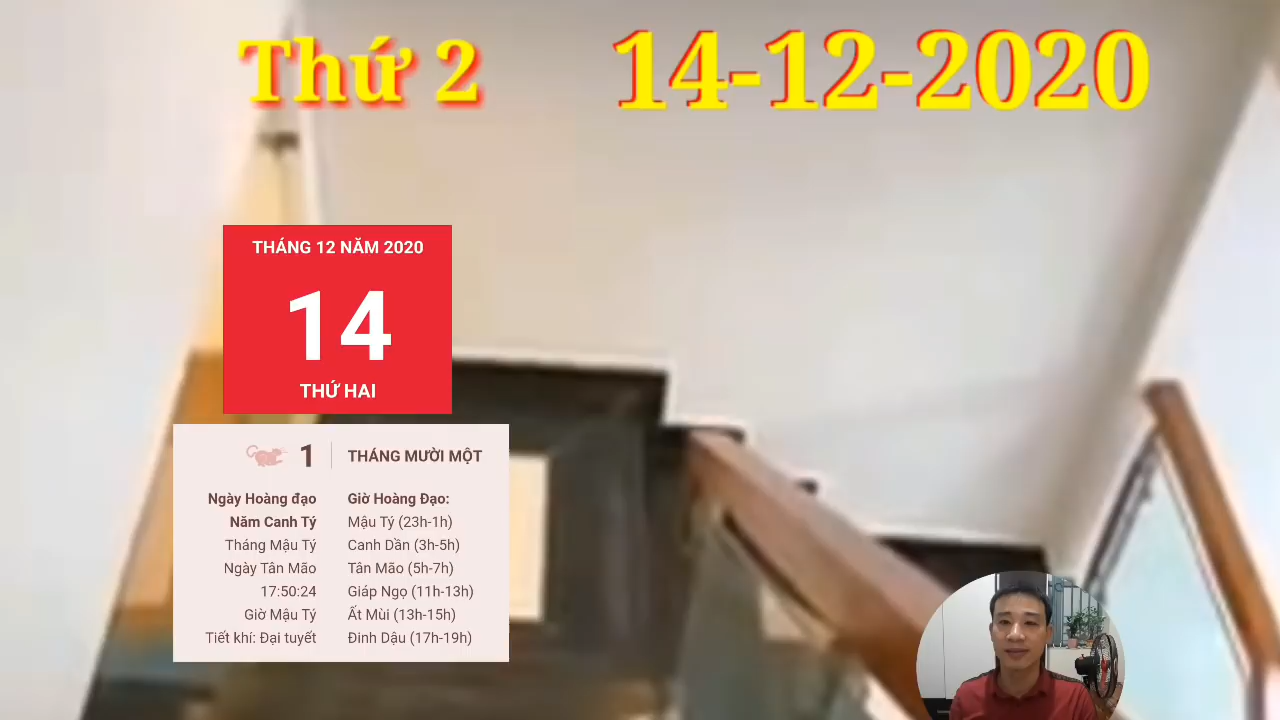 Thứ 2 14-12-2020
THÁNG 12 NĂM 2020
14
THỨ HAI
1 THÁNG MƯỜI MỘT
Ngày Hoàng đạo Giờ Hoàng Đạo:
Năm Canh Tý Mậu Tý (23h-1h)
Tháng Mậu Tý Canh Dần (3h-5h)
Ngày Tân Mão Tân Mão (5h-7h)
17:50:24 Giáp Ngọ (11h-13h)
Giờ Mậu Tý Ất Mùi (13h-15h)
Tiết khí: Đại tuyết Đinh Dậu (17h-19h)